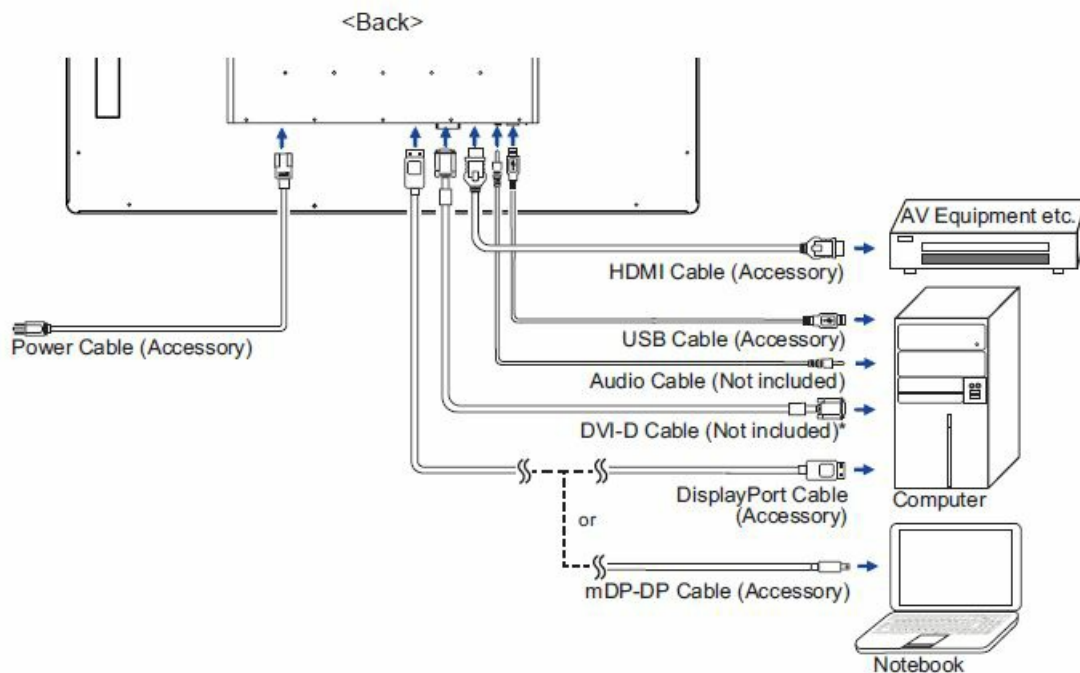 <Back>
AV Equipment etc.
HDMI Cable (Accessory)
USB Cable (Accessory)
Power Cable (Accessory)
Audio Cable (Not included)
DVI-D Cable (Not included)*
DisplayPort Cable
(Accessory)
Computer
or
mDP-DP Cable (Accessory)
Notebook